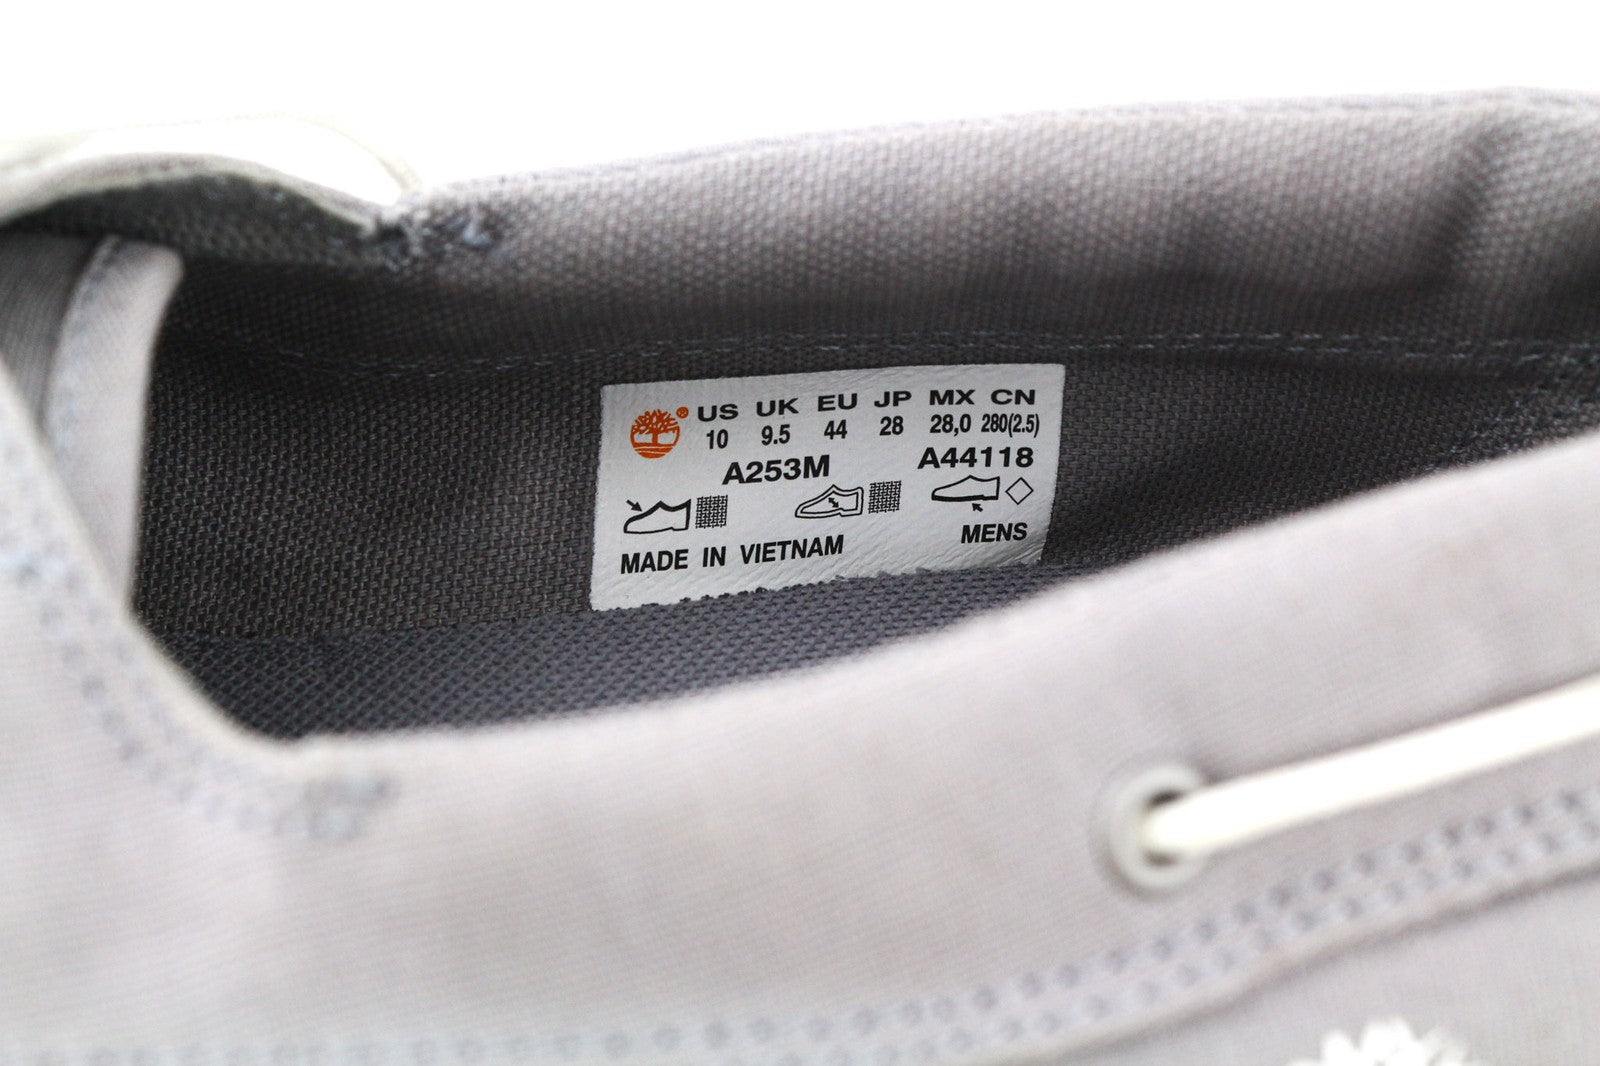 ® US UK EU JP MX CN
10 9.5 44 28 28,0 280(2.5)
A253M A44118
MENS
MADE IN VIETNAM